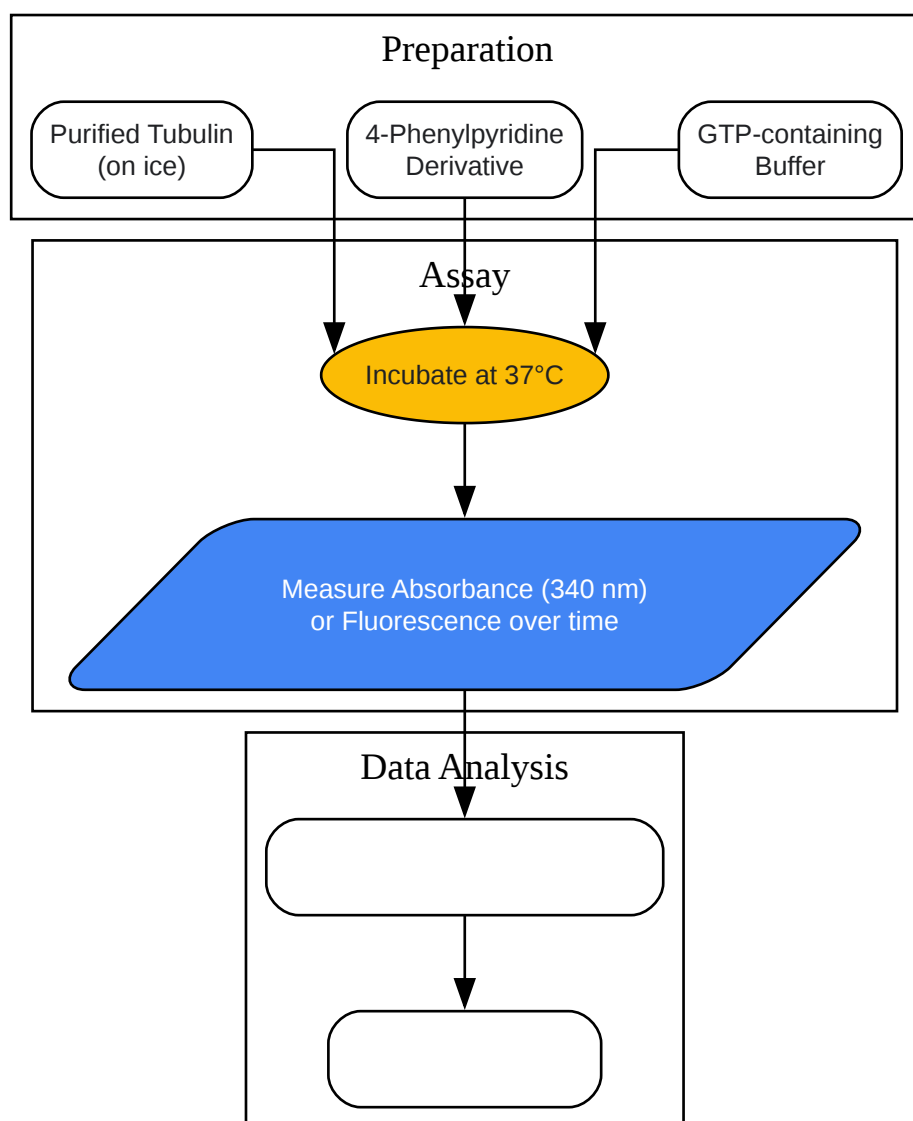 Preparation
Purified Tubulin
(on ice)
4-Phenylpyridine
Derivative
GTP-containing
Buffer
Assay
Incubate at 37°C
Measure Absorbance (340 nm)
or Fluorescence over time
Data Analysis